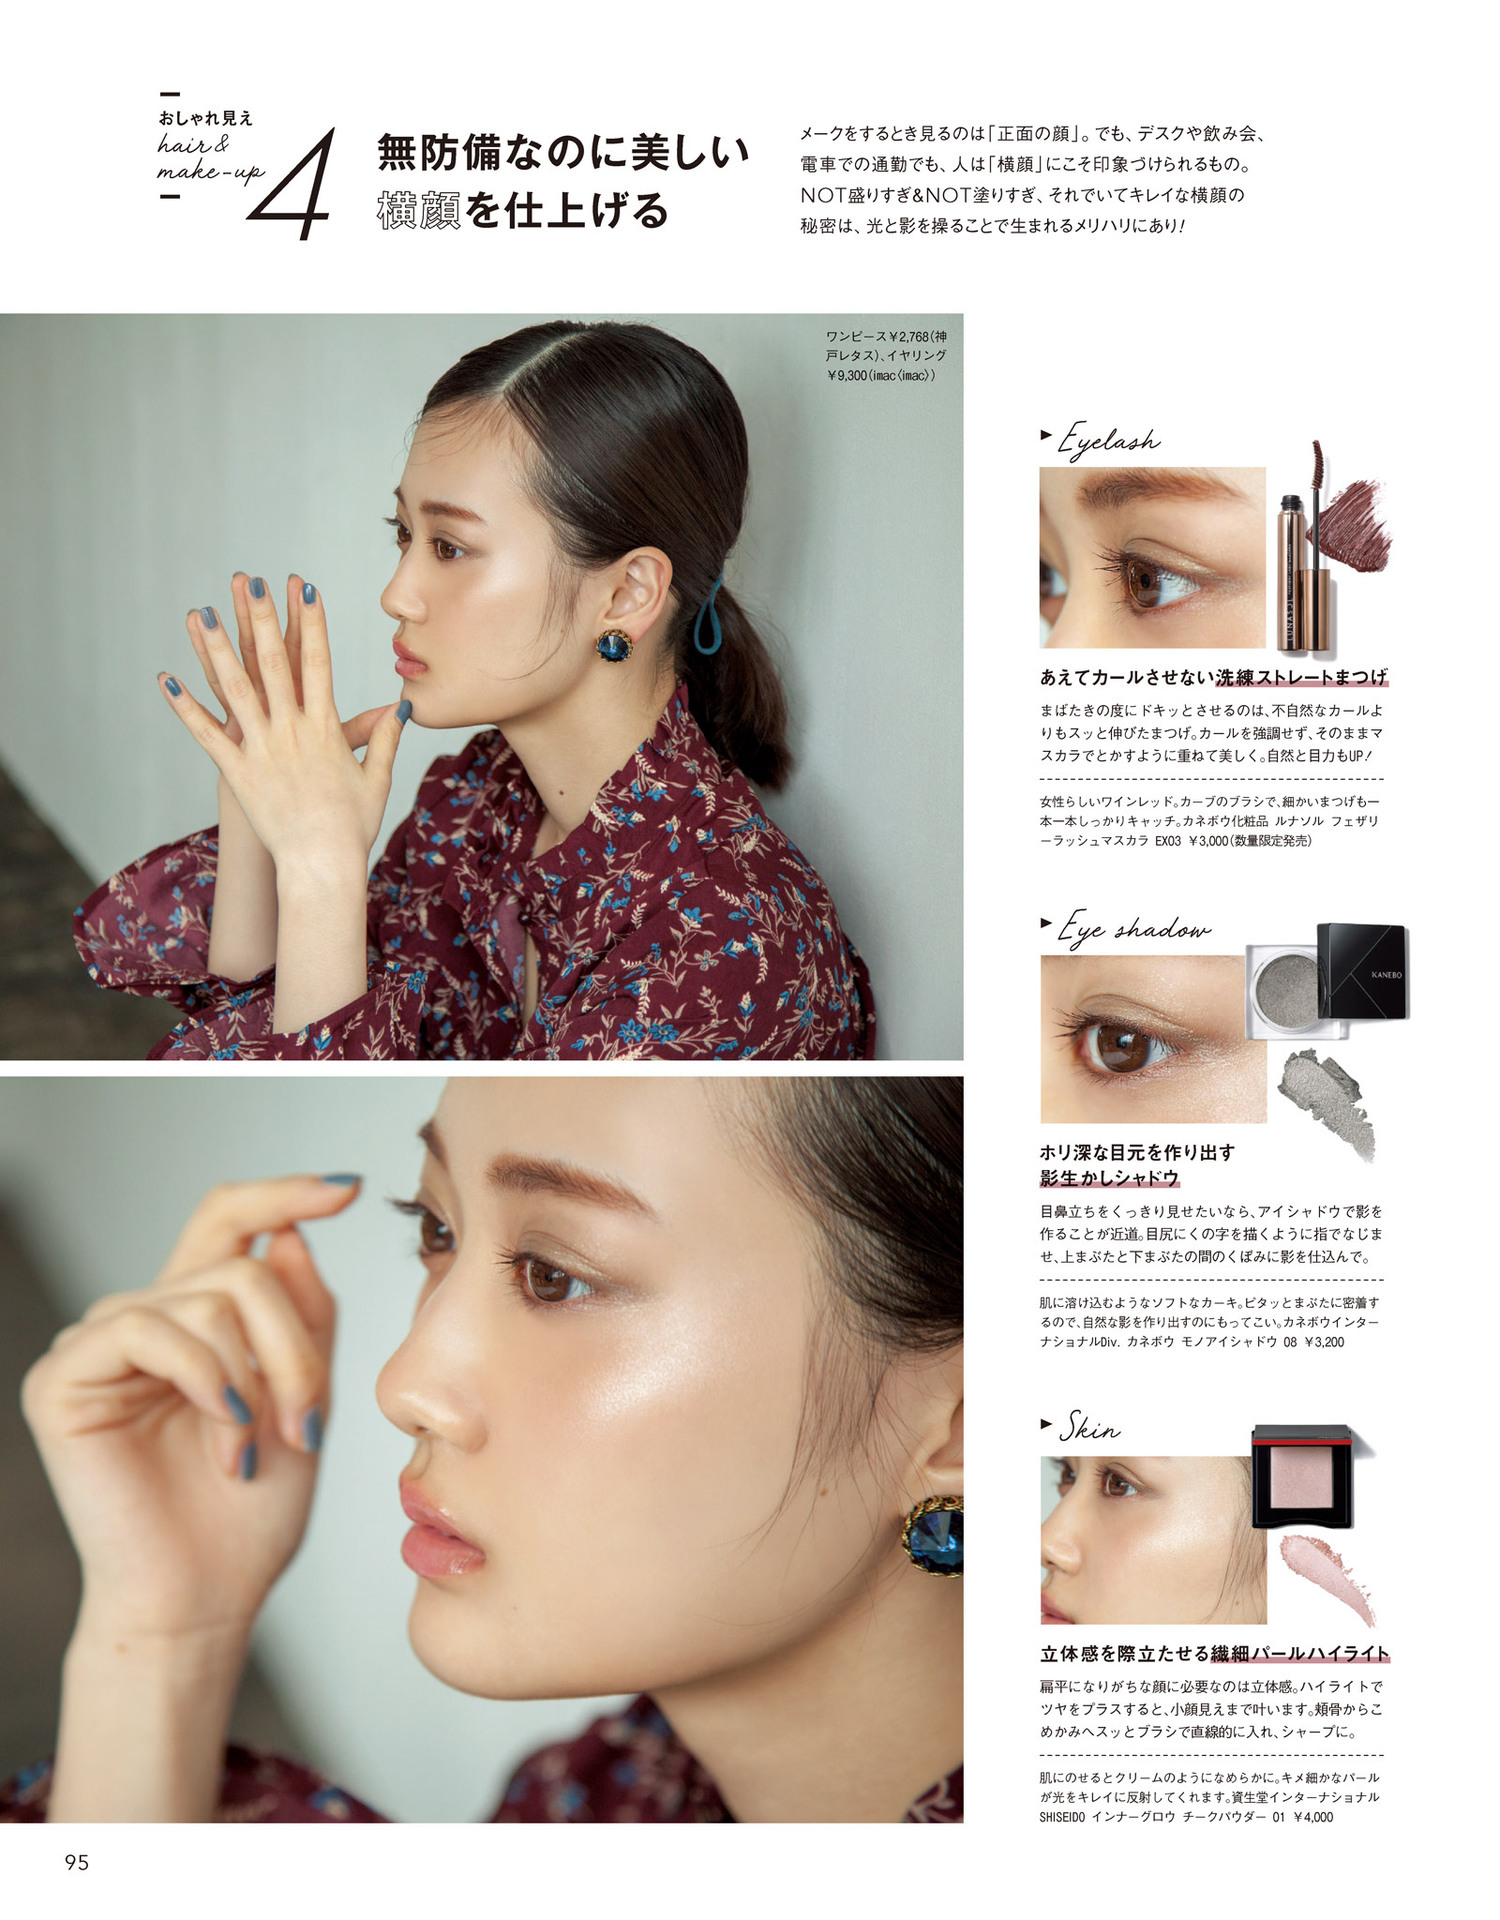 おしゃれ見え
hair &
make-up
4
無防備なのに美しい
横顔を仕上げる
メークをするとき見るのは「正面の顔」。でも、デスクや飲み会、
電車での通勤でも、人は「横顔」にこそ印象づけられるもの。
NOT盛りすぎ&NOT塗りすぎ、それでいてキレイな横顔の
秘密は、光と影を操ることで生まれるメリハリにあり!
ワンピース¥2,768(神
戸レタス)、イヤリング
¥9,300(imac〈imac〉)
Eyelash
LUNASOL
あえてカールさせない洗練ストレートまつげ
まばたきの度にドキッとさせるのは、不自然なカールよ
りもスッと伸びたまつげ。カールを強調せず、そのままマ
スカラでとかすように重ねて美しく。自然と目力もUP!
女性らしいワインレッド。カーブのブラシで、細かいまつげも一
本一本しっかりキャッチ。カネボウ化粧品 ルナソル フェザリ
ーラッシュマスカラ EX03 ¥3,000(数量限定発売)
Eye shadow
KANEBO
ホリ深な目元を作り出す
影生かしシャドウ
目鼻立ちをくっきり見せたいなら、アイシャドウで影を
作ることが近道。目尻にくの字を描くように指でなじま
せ、上まぶたと下まぶたの間のくぼみに影を仕込んで。
肌に溶け込むようなソフトなカーキ。ピタッとまぶたに密着す
るので、自然な影を作り出すのにもってこい。カネボウインター
ナショナルDiv. カネボウ モノアイシャドウ 08 ¥3,200
Skin
立体感を際立たせる繊細パールハイライト
扁平になりがちな顔に必要なのは立体感。ハイライトで
ツヤをプラスすると、小顔見えまで叶います。頬骨からこ
めかみへスッとブラシで直線的に入れ、シャープに。
肌にのせるとクリームのようになめらかに。キメ細かなパール
が光をキレイに反射してくれます。資生堂インターナショナル
SHISEIDO インナーグロウ チークパウダー 01 ¥4,000
95